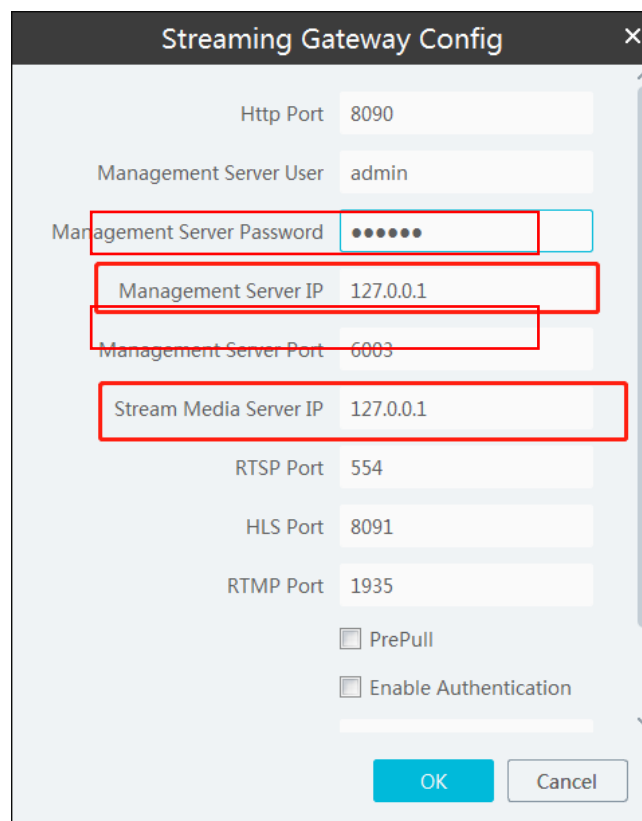 Streaming Gateway Config
Http Port 8090
Management Server User admin
Management Server Password ●●●●●●
Management Server IP 127.0.0.1
Management Server Port 6003
Stream Media Server IP 127.0.0.1
RTSP Port 554
HLS Port 8091
RTMP Port 1935
PrePull
Enable Authentication
OK Cancel